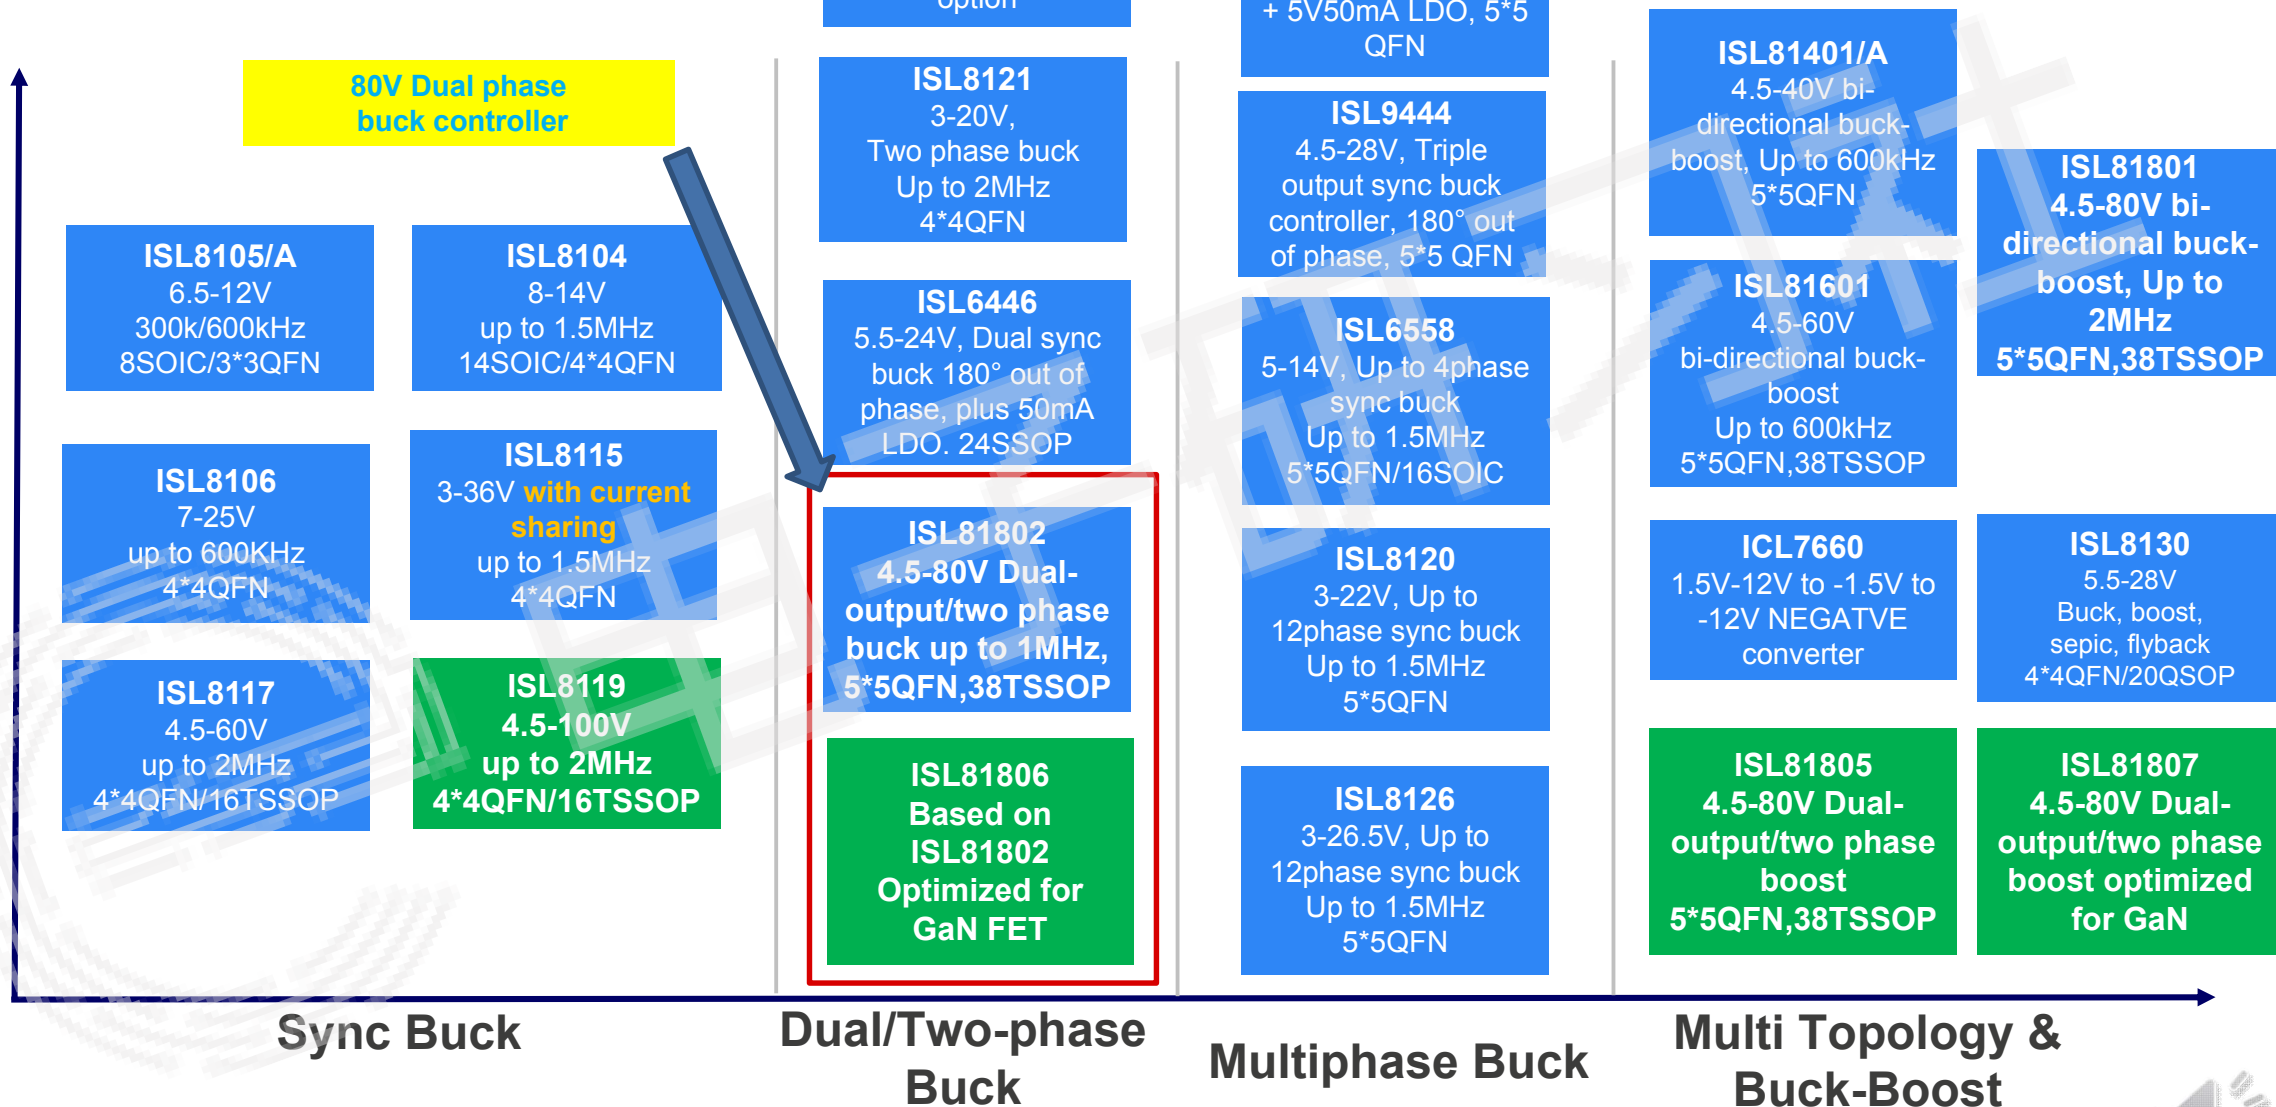 80V Dual phase
buck controller
ISL8105/A
6.5-12V
300k/600kHz
8SOIC/3*3QFN
ISL8104
8-14V
up to 1.5MHz
14SOIC/4*4QFN
ISL8106
7-25V
up to 600KHz
4*4QFN
ISL8115
3-36V with current
sharing
up to 1.5MHz
4*4QFN
ISL8117
4.5-60V
up to 2MHz
4*4QFN/16TSSOP
ISL8119
4.5-100V
up to 2MHz
4*4QFN/16TSSOP
Sync Buck
option
ISL8121
3-20V,
Two phase buck
Up to 2MHz
4*4QFN
ISL6446
5.5-24V, Dual sync
buck 180° out of
phase, plus 50mA
LDO. 24SSOP
ISL81802
4.5-80V Dual-
output/two phase
buck up to 1MHz,
5*5QFN,38TSSOP
ISL81806
Based on
ISL81802
Optimized for
GaN FET
Dual/Two-phase
Buck
+ 5V50mA LDO, 5*5
QFN
ISL9444
4.5-28V, Triple
output sync buck
controller, 180° out
of phase, 5*5 QFN
ISL6558
5-14V, Up to 4phase
sync buck
Up to 1.5MHz
5*5QFN/16SOIC
ISL8120
3-22V, Up to
12phase sync buck
Up to 1.5MHz
5*5QFN
ISL8126
3-26.5V, Up to
12phase sync buck
Up to 1.5MHz
5*5QFN
Multiphase Buck
ISL81401/A
4.5-40V bi-
directional buck-
boost, Up to 600kHz
5*5QFN
ISL81801
4.5-80V bi-
directional buck-
boost, Up to
2MHz
5*5QFN,38TSSOP
ISL81601
4.5-60V
bi-directional buck-
boost
Up to 600kHz
5*5QFN,38TSSOP
ICL7660
1.5V-12V to -1.5V to
-12V NEGATVE
converter
ISL8130
5.5-28V
Buck, boost,
sepic, flyback
4*4QFN/20QSOP
ISL81805
4.5-80V Dual-
output/two phase
boost
5*5QFN,38TSSOP
ISL81807
4.5-80V Dual-
output/two phase
boost optimized
for GaN
Multi Topology &
Buck-Boost
电子研习社